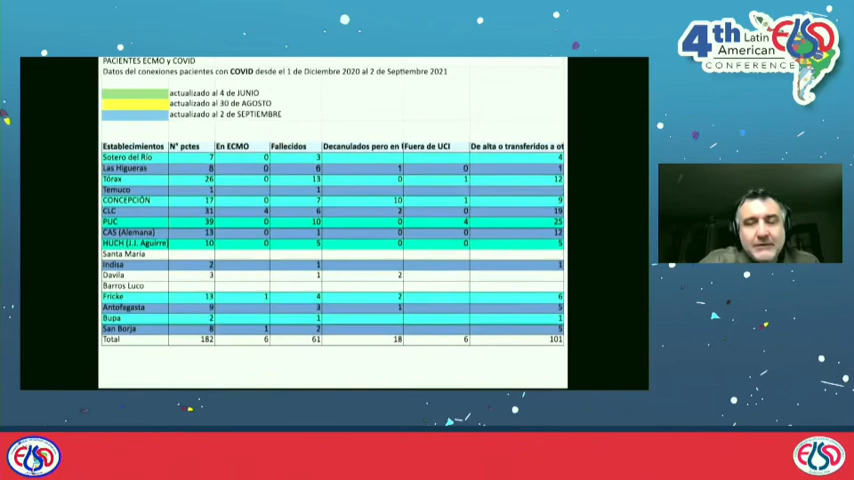 4th Latin
American
CONFERENCE
ELSO
PACIENTES ECMO y COVID
Datos del conexiones pacientes con COVID desde el 1 de Diciembre 2020 al 2 de Septiembre 2021
actualizado al 4 de JUNIO
actualizado al 30 de AGOSTO
actualizado al 2 de SEPTIEMBRE
Establecimientos N° pctes En ECMO Fallecidos Decanulados pero en Fuera de UCI De alta o transferidos a ot
Sotero del Río 7 0 3 4
Las Higueras 8 0 6 1 0 1
Tórax 26 0 13 0 1 12
Temuco 1 1
CONCEPCIÓN 17 0 7 10 1 9
CLC 31 4 6 2 0 19
PUC 39 0 10 0 4 25
CAS (Alemana) 13 0 1 0 0 12
HUCH (J.J. Aguirre) 10 0 5 0 0 5
Santa María
Indisa 2 1 1
Davila 3 1 2
Barros Luco
Fricke 13 1 4 2 6
Antofagasta 9 3 1 5
Bupa 2 1 1
San Borja 8 1 2 5
Total 182 6 61 18 6 101
ELSO
ELSO